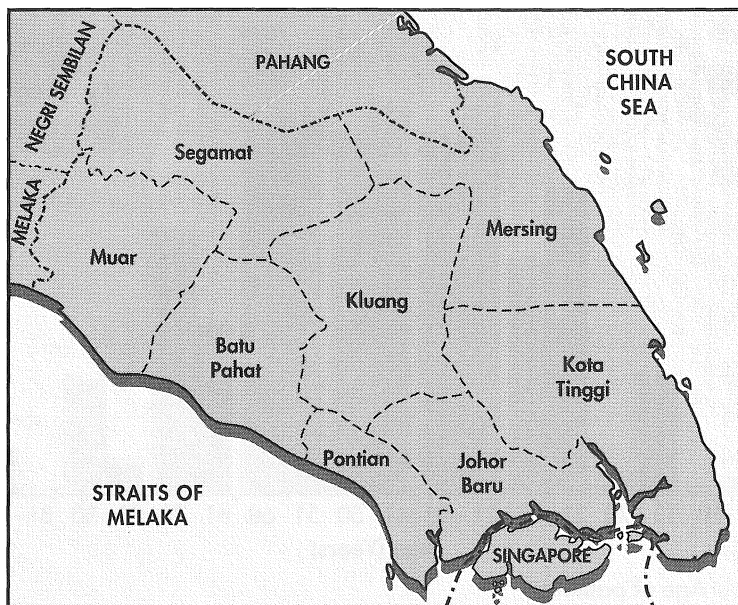 PAHANG
SOUTH
CHINA
SEA
NEGRI SEMBILAN
Segamat
MELAKA
Muar
Mersing
Kluang
Batu
Pahat
Kota
Tinggi
Pontian
Johor
Baru
STRAITS OF
MELAKA
SINGAPORE